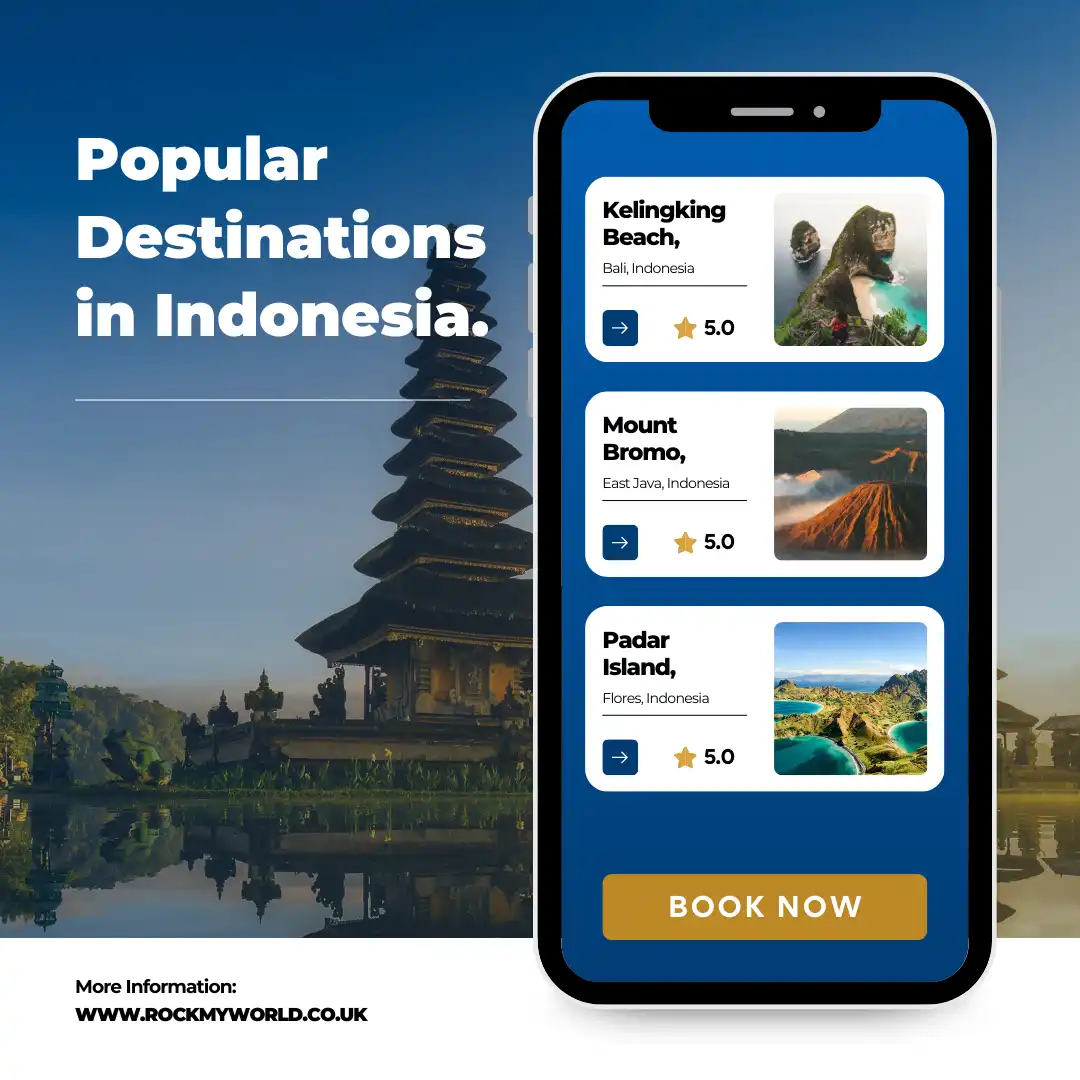 Popular
Destinations
in Indonesia.
Kelingking
Beach,
Bali, Indonesia
5.0
Mount
Bromo,
East Java, Indonesia
5.0
Padar
Island,
Flores, Indonesia
5.0
BOOK NOW
More Information:
WWW.ROCKMYWORLD.CO.UK